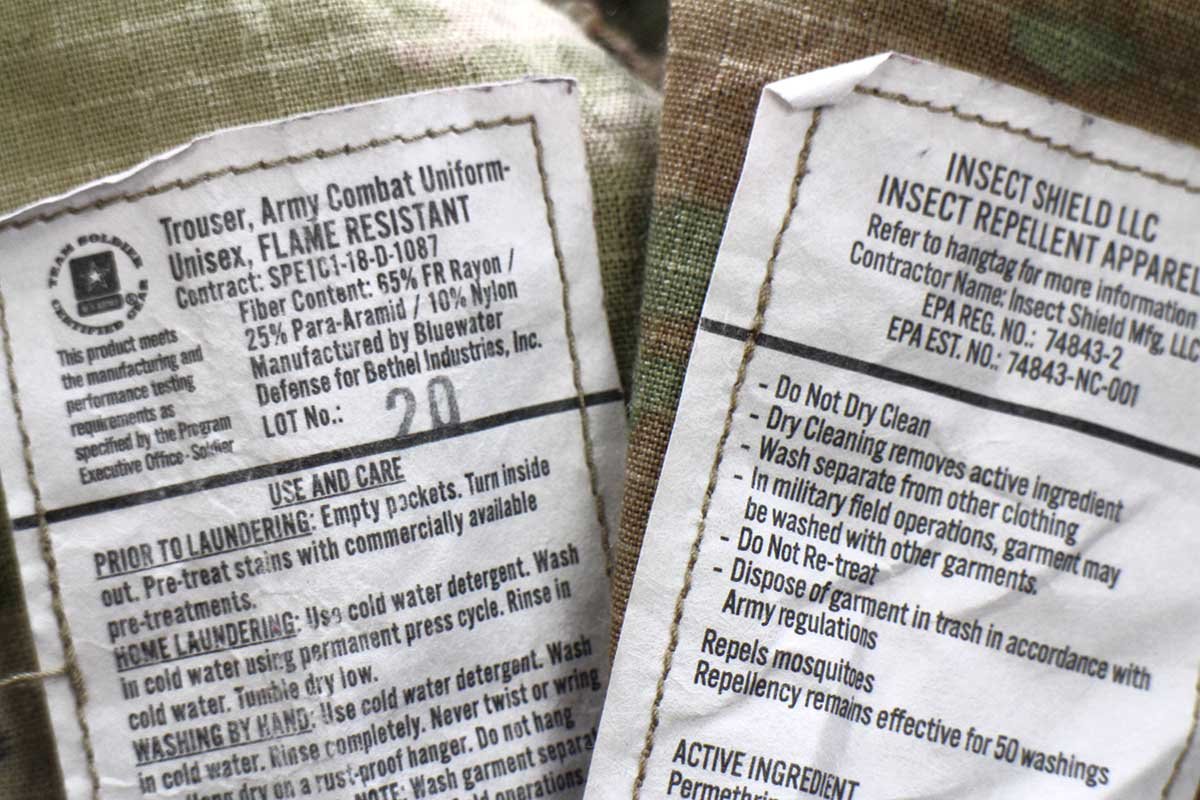 Trouser, Army Combat Uniform-
Unisex, FLAME RESISTANT
Contract: SPE1C1-18-D-1087
Fiber Content: 65% FR Rayon /
25% Para-Aramid / 10% Nylon
Manufactured by Bluewater
Defense for Bethel Industries, Inc.
LOT No.: 20
TEAM SOLDIER
CERTIFIED GEAR
This product meets
the manufacturing and
performance testing
requirements as
specified by the Program
Executive Office - Soldier
USE AND CARE
PRIOR TO LAUNDERING: Empty pockets. Turn inside
out. Pre-treat stains with commercially available
pre-treatments.
HOME LAUNDERING: Use cold water detergent. Wash
in cold water using permanent press cycle. Rinse in
cold water. Tumble dry low.
WASHING BY HAND: Use cold water detergent. Wash
in cold water. Rinse completely. Never twist or wring
dry on a rust-proof hanger. Do not hang
NOTE: Wash garment separat
operations
INSECT SHIELD LLC
INSECT REPELLENT APPAREL
Refer to hangtag for more information
Contractor Name: Insect Shield Mfg, LLC
EPA REG. NO.: 74843-2
EPA EST. NO.: 74843-NC-001
- Do Not Dry Clean
- Dry Cleaning removes active ingredient
- Wash separate from other clothing
- In military field operations, garment may
be washed with other garments.
- Do Not Re-treat
- Dispose of garment in trash in accordance with
Army regulations
Repels mosquitoes
Repellency remains effective for 50 washings
ACTIVE INGREDIENT
Permethrin